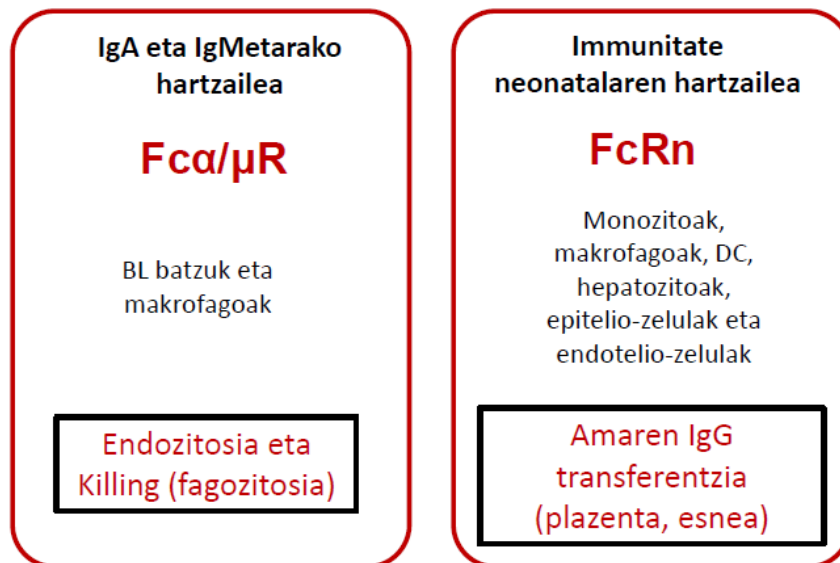 IgA eta IgMetarako
hartzailea
Fcα/μR
BL batzuk eta
makrofagoak
Endozitosia eta
Killing (fagozitosia)
Immunitate
neonatalaren hartzailea
FcRn
Monozitoak,
makrofagoak, DC,
hepatozitoak,
epitelio-zelulak eta
endotelio-zelulak
Amaren IgG
transferentzia
(plazenta, esnea)